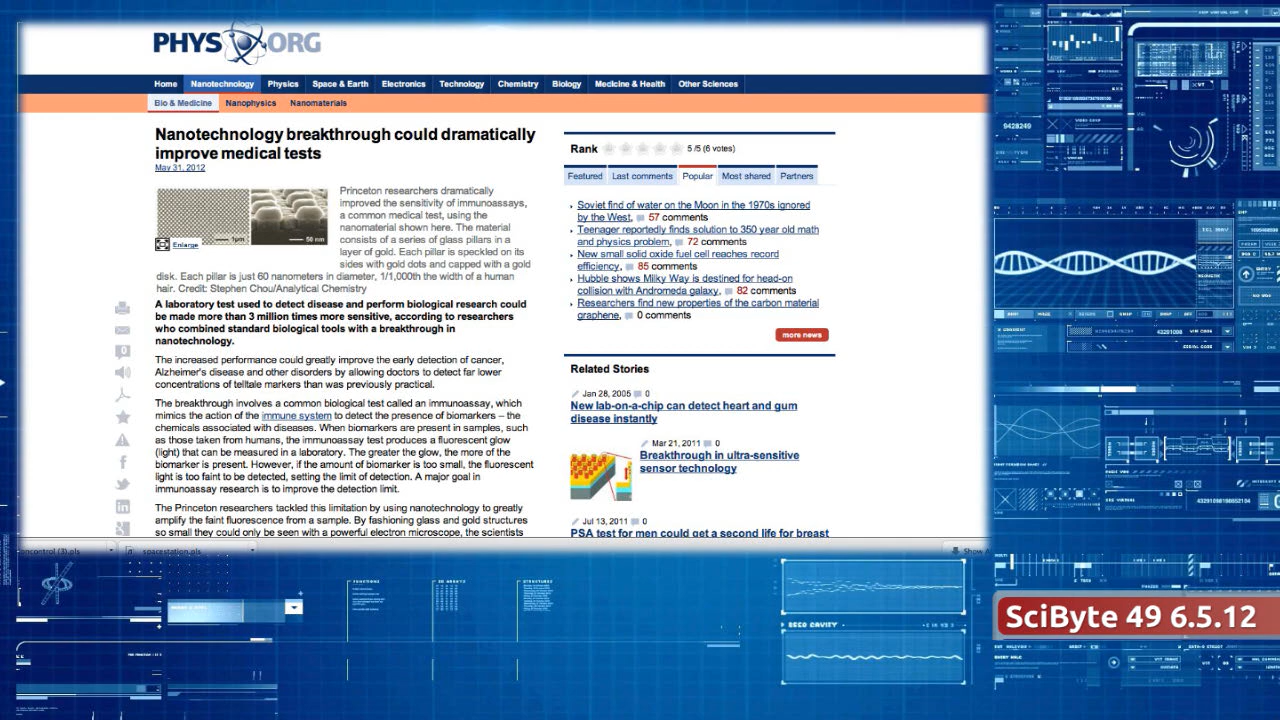 PHYS ORG
Home Nanotechnology Physics Space & Earth Electronics Technology Chemistry Biology Medicine & Health Other Sciences
Bio & Medicine Nanophysics Nanomaterials
Nanotechnology breakthrough could dramatically
improve medical tests
May 31, 2012
1µm
50 nm
Enlarge
Princeton researchers dramatically
improved the sensitivity of immunoassays,
a common medical test, using the
nanomaterial shown here. The material
consists of a series of glass pillars in a
layer of gold. Each pillar is speckled on its
sides with gold dots and capped with a gold
disk. Each pillar is just 60 nanometers in diameter, 1/1,000th the width of a human
hair. Credit: Stephen Chou/Analytical Chemistry
A laboratory test used to detect disease and perform biological research could
be made more than 3 million times more sensitive, according to researchers
who combined standard biological tools with a breakthrough in
nanotechnology.
The increased performance could greatly improve the early detection of cancer,
Alzheimer's disease and other disorders by allowing doctors to detect far lower
concentrations of telltale markers than was previously practical.
The breakthrough involves a common biological test called an immunoassay, which
mimics the action of the immune system to detect the presence of biomarkers – the
chemicals associated with diseases. When biomarkers are present in samples, such
as those taken from humans, the immunoassay test produces a fluorescent glow
(light) that can be measured in a laboratory. The greater the glow, the more of the
biomarker is present. However, if the amount of biomarker is too small, the fluorescent
light is too faint to be detected, setting the limit of detection. A major goal in
immunoassay research is to improve the detection limit.
The Princeton researchers tackled this limitation by using nanotechnology to greatly
amplify the faint fluorescence from a sample. By fashioning glass and gold structures
so small they could only be seen with a powerful electron microscope, the scientists
Rank 5 /5 (6 votes)
Featured Last comments Popular Most shared Partners
Soviet find of water on the Moon in the 1970s ignored
by the West, 57 comments
Teenager reportedly finds solution to 350 year old math
and physics problem, 72 comments
New small solid oxide fuel cell reaches record
efficiency, 85 comments
Hubble shows Milky Way is destined for head-on
collision with Andromeda galaxy, 82 comments
Researchers find new properties of the carbon material
graphene, 0 comments
more news
Related Stories
Jan 28, 2005 0
New lab-on-a-chip can detect heart and gum
disease instantly
Mar 21, 2011 0
Breakthrough in ultra-sensitive
sensor technology
Jul 13, 2011 0
PSA test for men could get a second life for breast
spacestation.pls
Show
9428249
43291098
SciByte 49 6.5.12